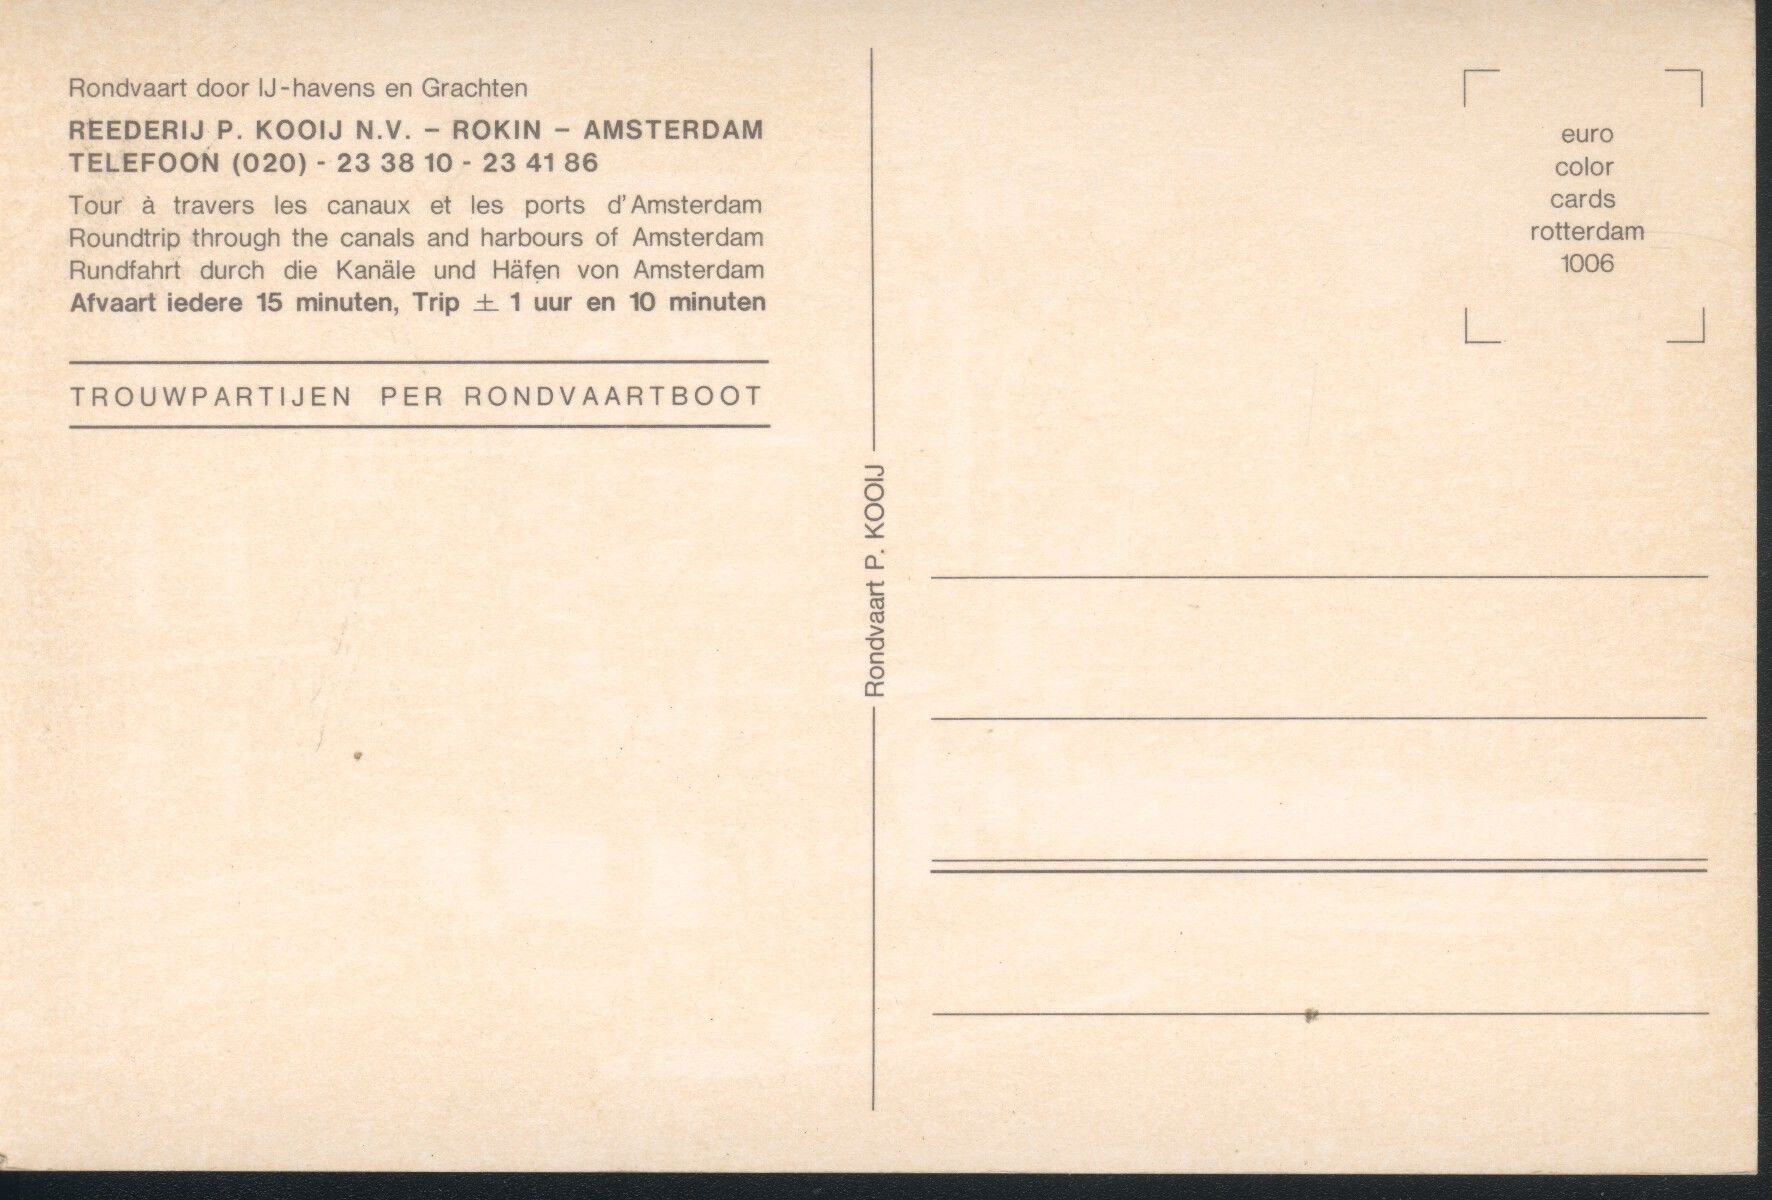 Rondvaart door IJ-havens en Grachten
REEDERIJ P. KOOIJ N.V. – ROKIN – AMSTERDAM
TELEFOON (020) - 23 38 10 - 23 41 86
Tour à travers les canaux et les ports d'Amsterdam
Roundtrip through the canals and harbours of Amsterdam
Rundfahrt durch die Kanäle und Häfen von Amsterdam
Afvaart iedere 15 minuten, Trip ± 1 uur en 10 minuten
TROUWPARTIJEN PER RONDVAARTBOOT
Rondvaart P. KOOIJ
euro
color
cards
rotterdam
1006